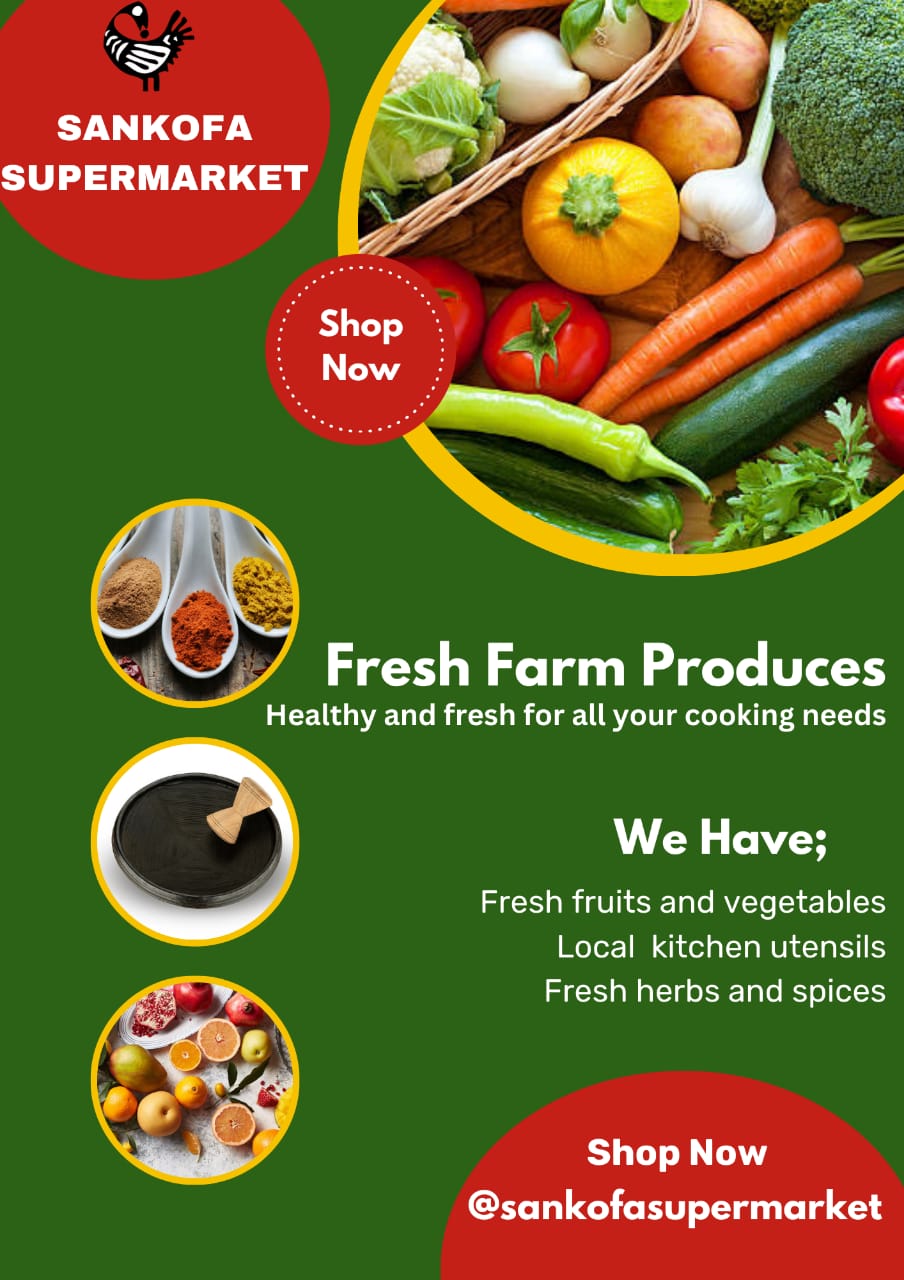 SANKOFA
SUPERMARKET
Shop
Now
Fresh Farm Produces
Healthy and fresh for all your cooking needs
We Have;
Fresh fruits and vegetables
Local  kitchen utensils
Fresh herbs and spices
Shop Now
@sankofasupermarket